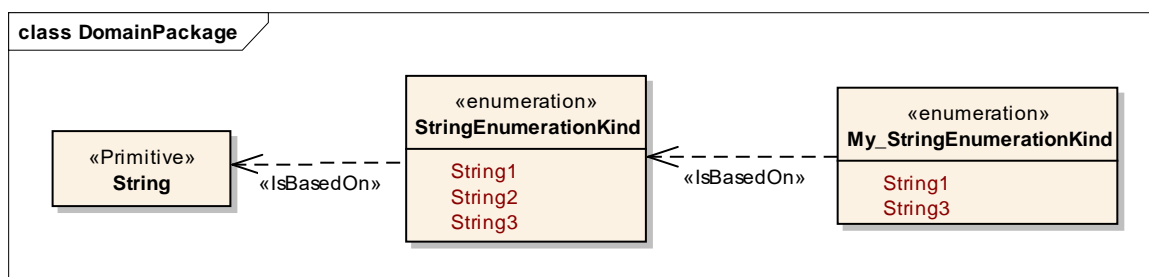 class DomainPackage
«Primitive»
String
«IsBasedOn»
«enumeration»
StringEnumerationKind
String1
String2
String3
«IsBasedOn»
«enumeration»
My_StringEnumerationKind
String1
String3